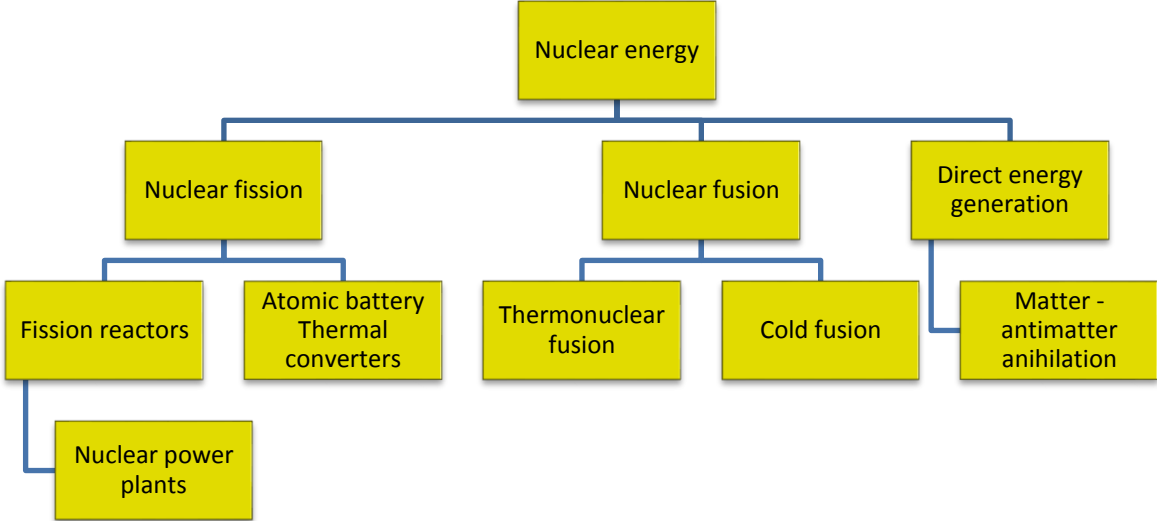 Nuclear energy
Nuclear fission
Nuclear fusion
Direct energy
generation
Fission reactors
Atomic battery
Thermal
converters
Thermonuclear
fusion
Cold fusion
Matter -
antimatter
anihilation
Nuclear power
plants